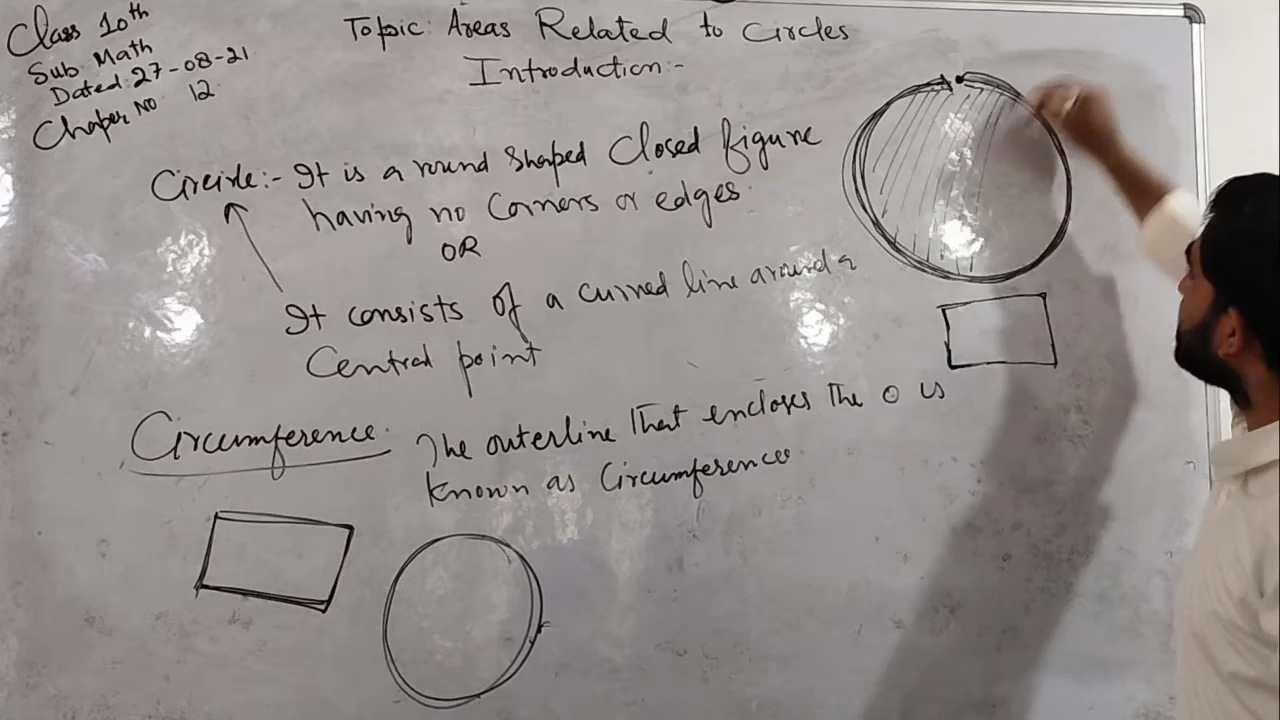 Class 10th
Sub Math
Dated: 27-08-21
Chaper No 12
Topic: Areas Related to Circles
Introduction:-
Circle:- It is a round shaped closed figure
having no corners or edges
OR
It consists of a curved line around a
Central point
Circumference. The outerline that encloses the O is
known as Circumference